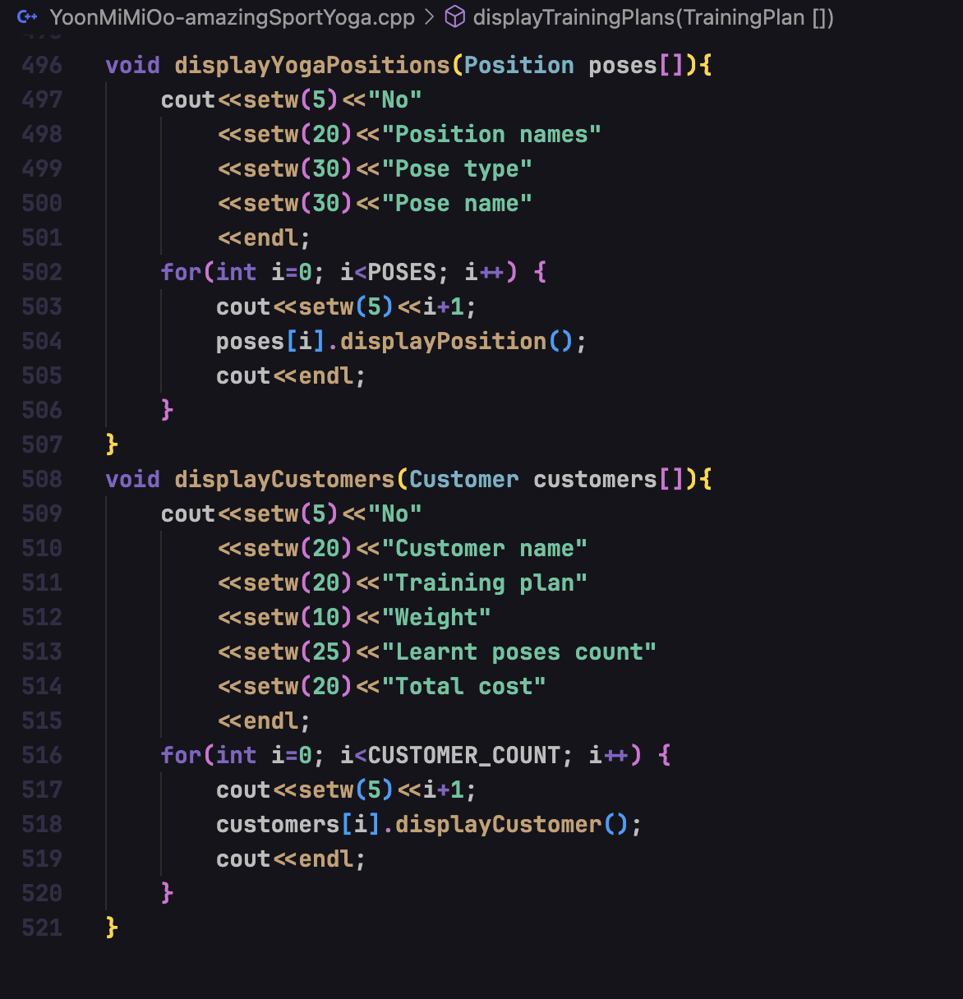 C++ YoonMiMiOo-amazingSportYoga.cpp > displayTrainingPlans(TrainingPlan [])
496 void displayYogaPositions(Position poses[]){
497 cout<<setw(5)<<"No"
498 <<setw(20)<<"Position names"
499 <<setw(30)<<"Pose type"
500 <<setw(30)<<"Pose name"
501 <<endl;
502 for(int i=0; i<POSES; i++) {
503 cout<<setw(5)<<i+1;
504 poses[i].displayPosition();
505 cout<<endl;
506 }
507 }
508 void displayCustomers(Customer customers[]){
509 cout<<setw(5)<<"No"
510 <<setw(20)<<"Customer name"
511 <<setw(20)<<"Training plan"
512 <<setw(10)<<"Weight"
513 <<setw(25)<<"Learnt poses count"
514 <<setw(20)<<"Total cost"
515 <<endl;
516 for(int i=0; i<CUSTOMER_COUNT; i++) {
517 cout<<setw(5)<<i+1;
518 customers[i].displayCustomer();
519 cout<<endl;
520 }
521 }